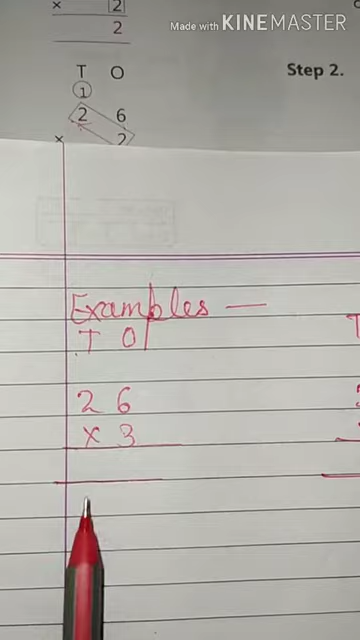 × 2
2
Made with KINEMASTER
T O
Step 2.
1
2 6
× 2
Examples —
T O
T
2 6
× 3